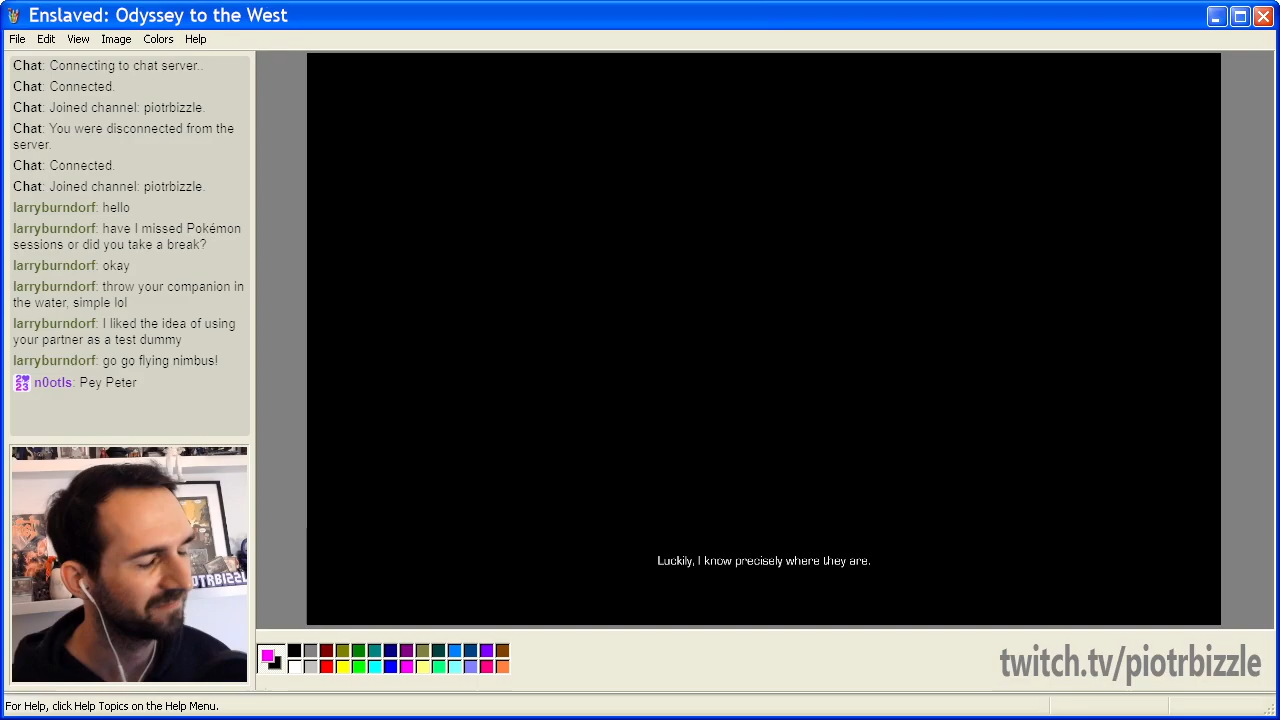 Enslaved: Odyssey to the West
File Edit View Image Colors Help
Chat: Connecting to chat server..
Chat: Connected.
Chat: Joined channel: piotrbizzle.
Chat: You were disconnected from the
server.
Chat: Connected.
Chat: Joined channel: piotrbizzle.
larryburndorf: hello
larryburndorf: have I missed Pokémon
sessions or did you take a break?
larryburndorf: okay
larryburndorf: throw your companion in
the water, simple lol
larryburndorf: I liked the idea of using
your partner as a test dummy
larryburndorf: go go flying nimbus!
2♥
23 n0otls: Pey Peter
Luckily, I know precisely where they are.
OTRBIZZL
twitch.tv/piotrbizzle
For Help, click Help Topics on the Help Menu.